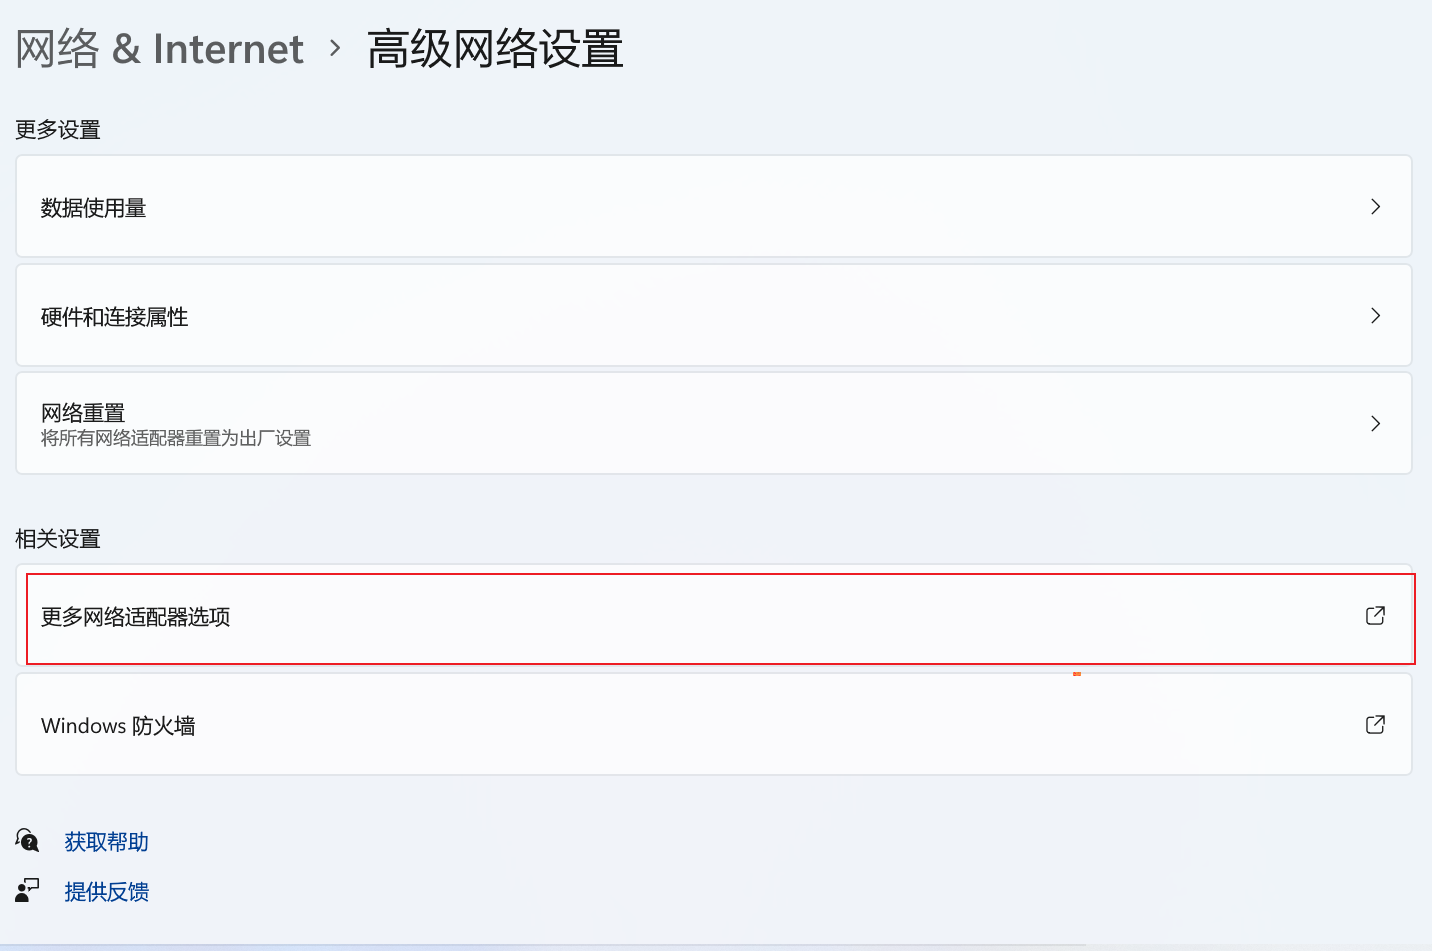 网络 & Internet › 高级网络设置
更多设置
数据使用量
硬件和连接属性
网络重置
将所有网络适配器重置为出厂设置
相关设置
更多网络适配器选项
Windows 防火墙
获取帮助
提供反馈